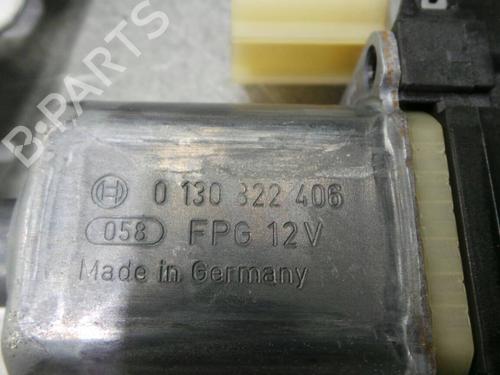 B-PARTS
0 130 822 406
058 FPG 12V
Made in Germany